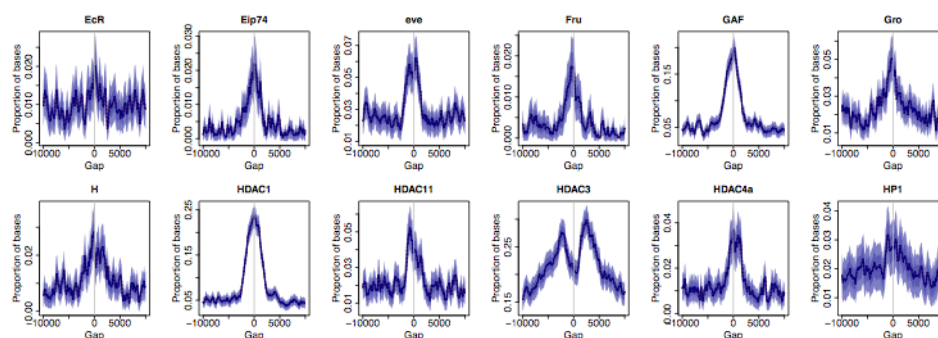 EcR Eip74 eve Fru GAF Gro
Proportion of bases Proportion of bases Proportion of bases Proportion of bases Proportion of bases Proportion of bases
0.000 0.010 0.020
0.000 0.010 0.020 0.030
0.01 0.03 0.05 0.07
0.000 0.010 0.020
0.05 0.15
0.01 0.03 0.05
−10000 0 5000 −10000 0 5000 −10000 0 5000 −10000 0 5000 −10000 0 5000 −10000 0 5000
Gap Gap Gap Gap Gap Gap
H HDAC1 HDAC11 HDAC3 HDAC4a HP1
Proportion of bases Proportion of bases Proportion of bases Proportion of bases Proportion of bases Proportion of bases
0.00 0.02
0.05 0.15 0.25
0.01 0.03 0.05
0.15 0.25
0.00 0.02 0.04
0.01 0.02 0.03 0.04
−10000 0 5000 −10000 0 5000 −10000 0 5000 −10000 0 5000 −10000 0 5000 −10000 0 5000
Gap Gap Gap Gap Gap Gap